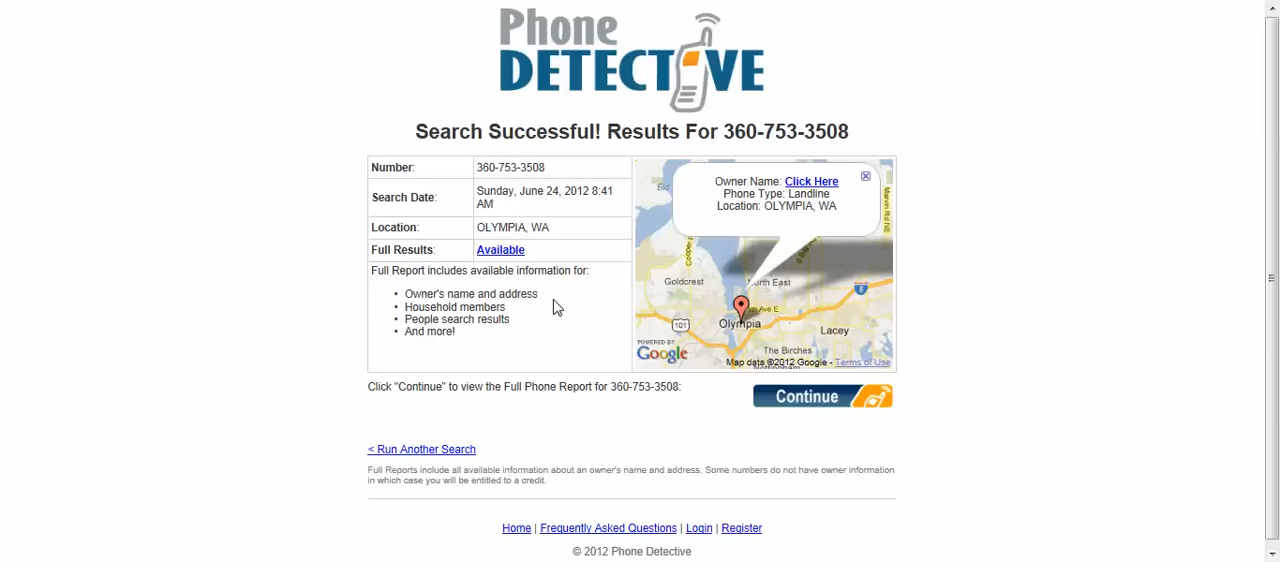 Phone
DETECTIVE
Search Successful! Results For 360-753-3508
Number: 360-753-3508
Search Date: Sunday, June 24, 2012 8:41
AM
Location: OLYMPIA, WA
Full Results: Available
Full Report includes available information for:
• Owner's name and address
• Household members
• People search results
• And more!
Owner Name: Click Here
Phone Type: Landline
Location: OLYMPIA, WA
Goldcrest
North East
5
101
Olympia
Lacey
The Birches
POWERED BY
Google
Map data ©2012 Google - Terms of Use
Click "Continue" to view the Full Phone Report for 360-753-3508:
Continue
< Run Another Search
Full Reports include all available information about an owner's name and address. Some numbers do not have owner information
in which case you will be entitled to a credit.
Home | Frequently Asked Questions | Login | Register
© 2012 Phone Detective